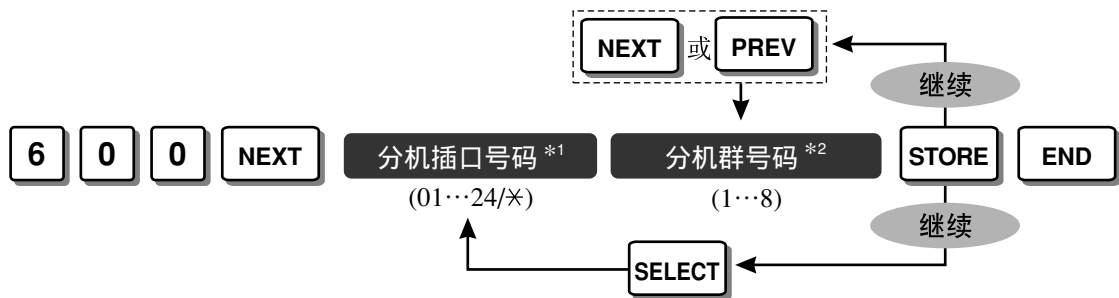 NEXT 或 PREV
继续
6 0 0 NEXT 分机插口号码 *1 分机群号码 *2 STORE END
(01⋯24/✳) (1⋯8)
继续
SELECT